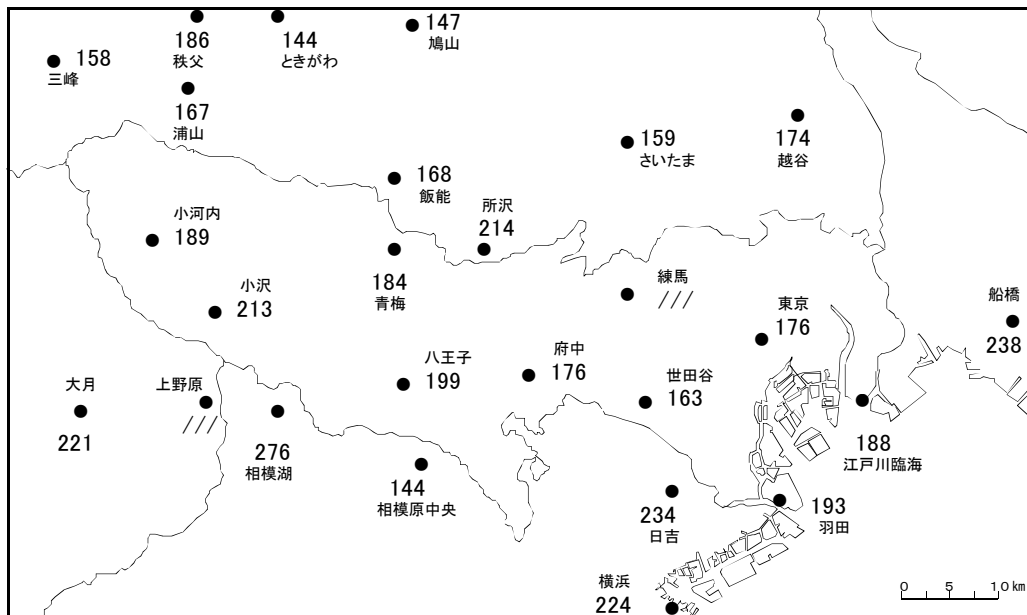 147
鳩山
186
秩父
144
ときがわ
158
三峰
167
浦山
159
さいたま
174
越谷
168
飯能
所沢
214
小河内
189
184
青梅
練馬
///
小沢
213
東京
176
船橋
238
八王子
199
府中
176
世田谷
163
大月
221
上野原
///
276
相模湖
188
江戸川臨海
144
相模原中央
234
日吉
193
羽田
横浜
224
0 5 10km